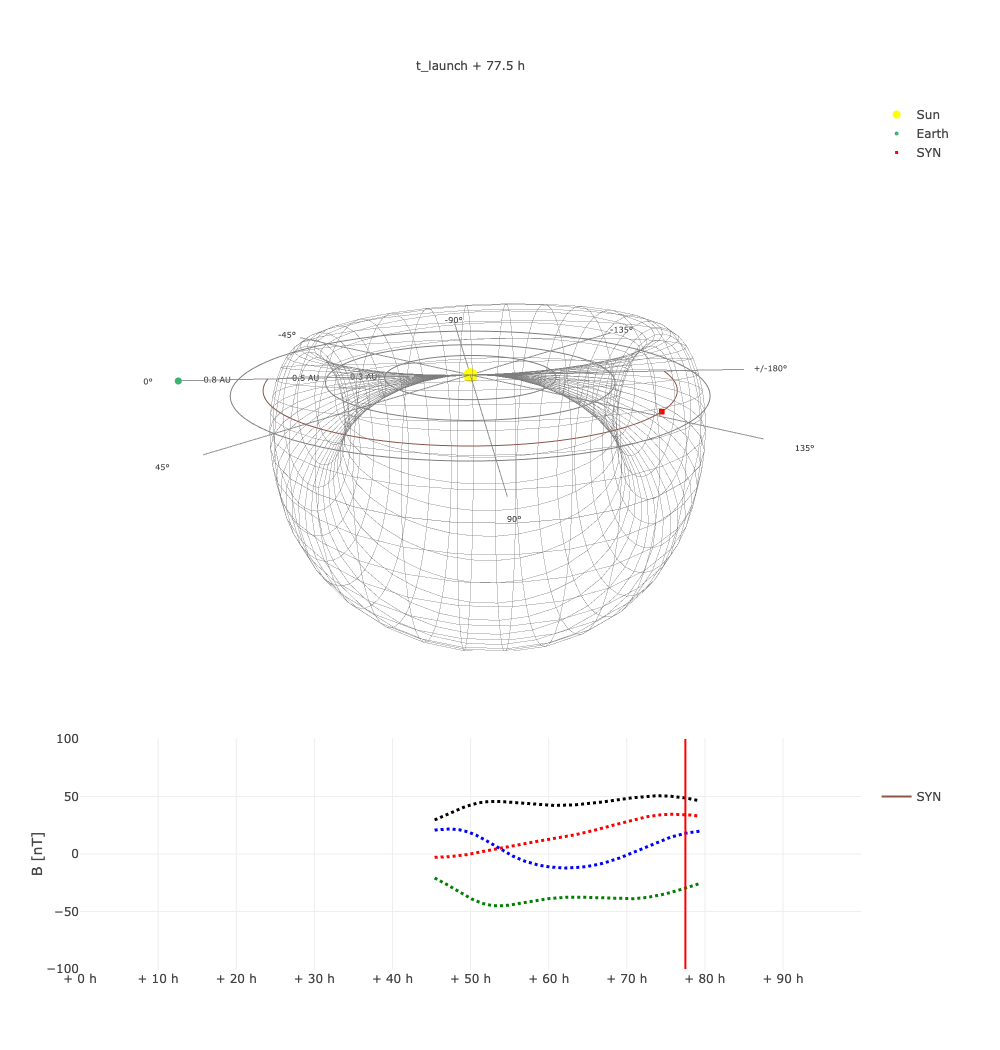 t_launch + 77.5 h
Sun
Earth
SYN
-90°
-135°
-45°
+/-180°
0°
0.8 AU
0.5 AU
0.3 AU
135°
45°
90°
100
50
0
−50
−100
B [nT]
SYN
+ 0 h
+ 10 h
+ 20 h
+ 30 h
+ 40 h
+ 50 h
+ 60 h
+ 70 h
+ 80 h
+ 90 h